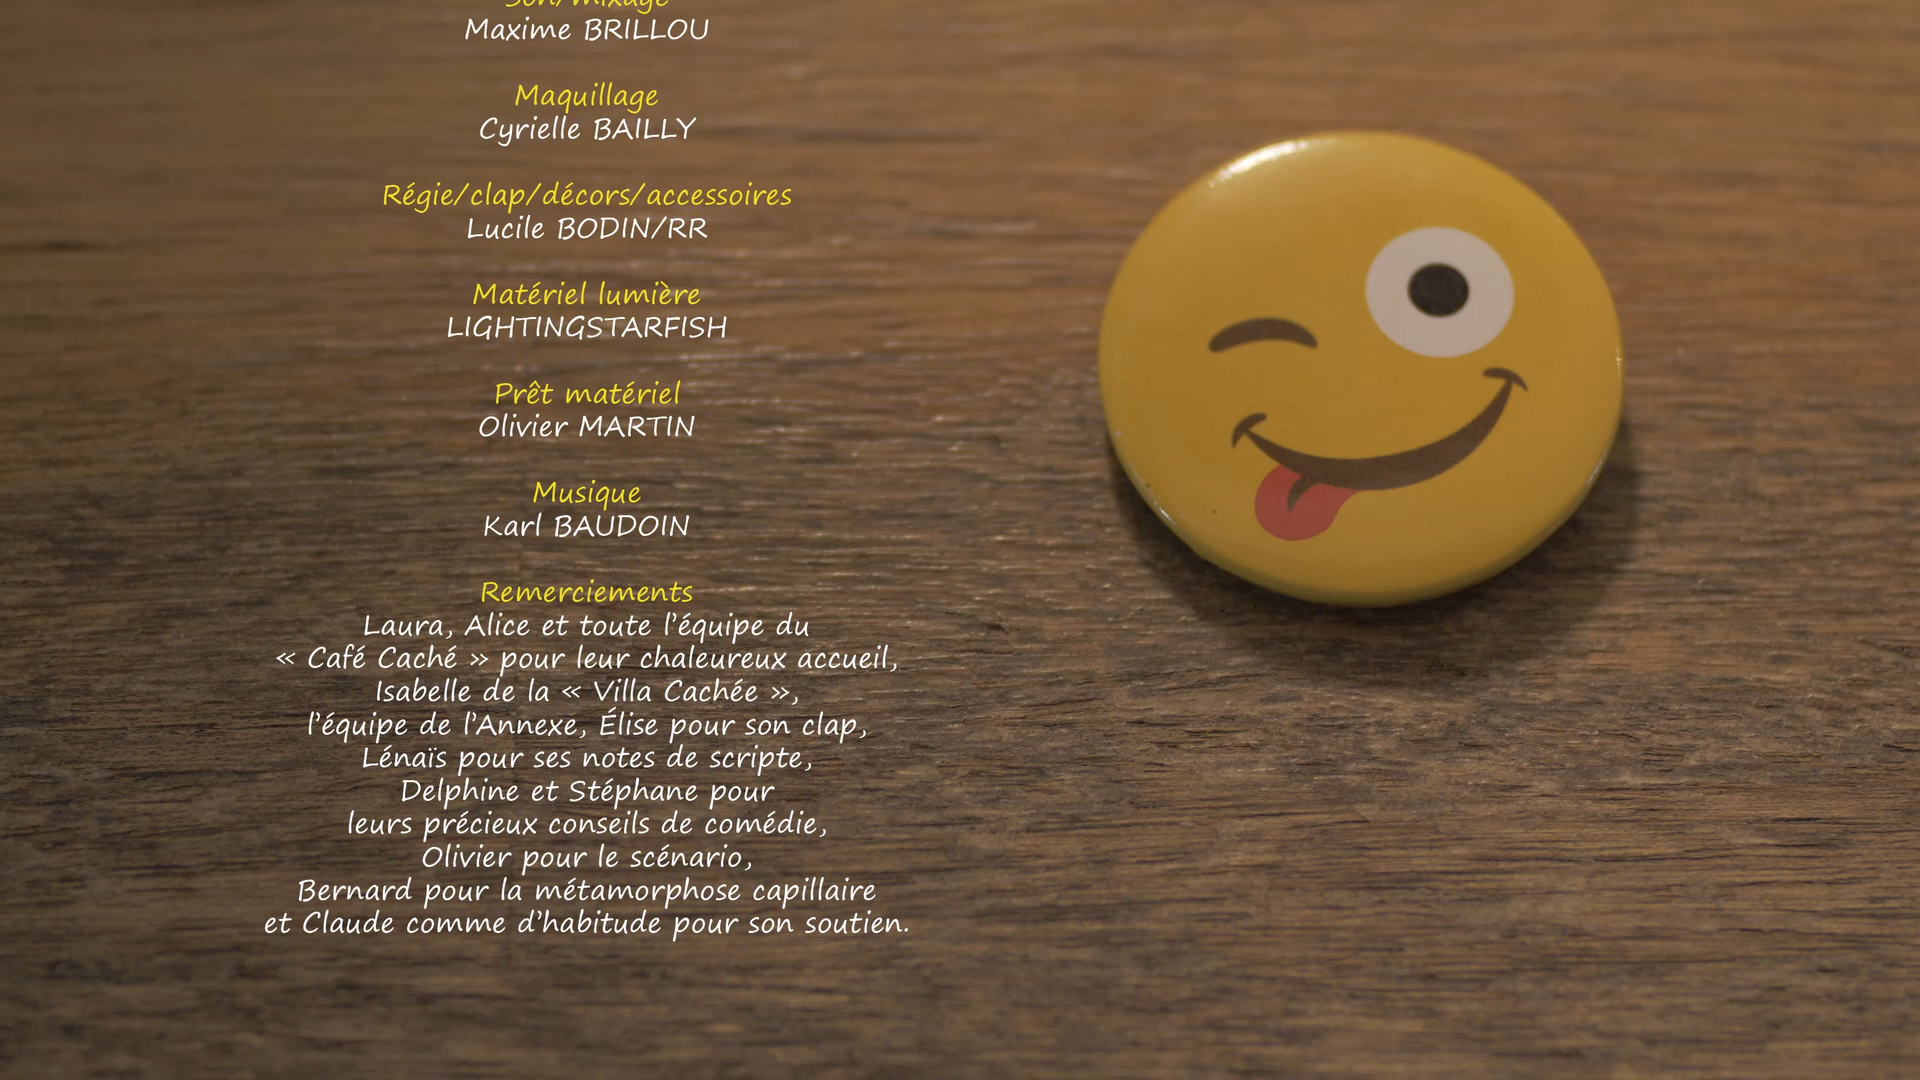 Son/mixage
Maxime BRILLOU
Maquillage
Cyrielle BAILLY
Régie/clap/décors/accessoires
Lucile BODIN/RR
Matériel lumière
LIGHTINGSTARFISH
Prêt matériel
Olivier MARTIN
Musique
Karl BAUDOIN
Remerciements
Laura, Alice et toute l’équipe du
« Café Caché » pour leur chaleureux accueil,
Isabelle de la « Villa Cachée »,
l’équipe de l’Annexe, Élise pour son clap,
Lénaïs pour ses notes de scripte,
Delphine et Stéphane pour
leurs précieux conseils de comédie,
Olivier pour le scénario,
Bernard pour la métamorphose capillaire
et Claude comme d’habitude pour son soutien.